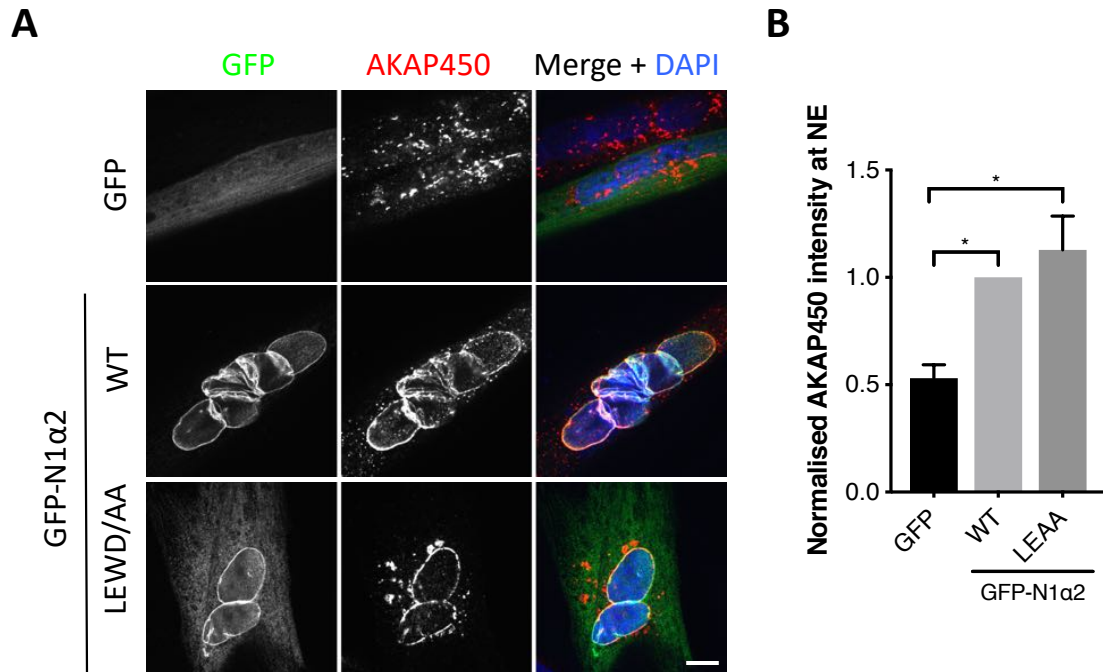 A
GFP AKAP450 Merge + DAPI
GFP
WT
LEWD/AA
GFP-N1α2
B
Normalised AKAP450 intensity at NE
1.5
1.0
0.5
0.0
*
*
GFP
WT
LEAA
GFP-N1α2